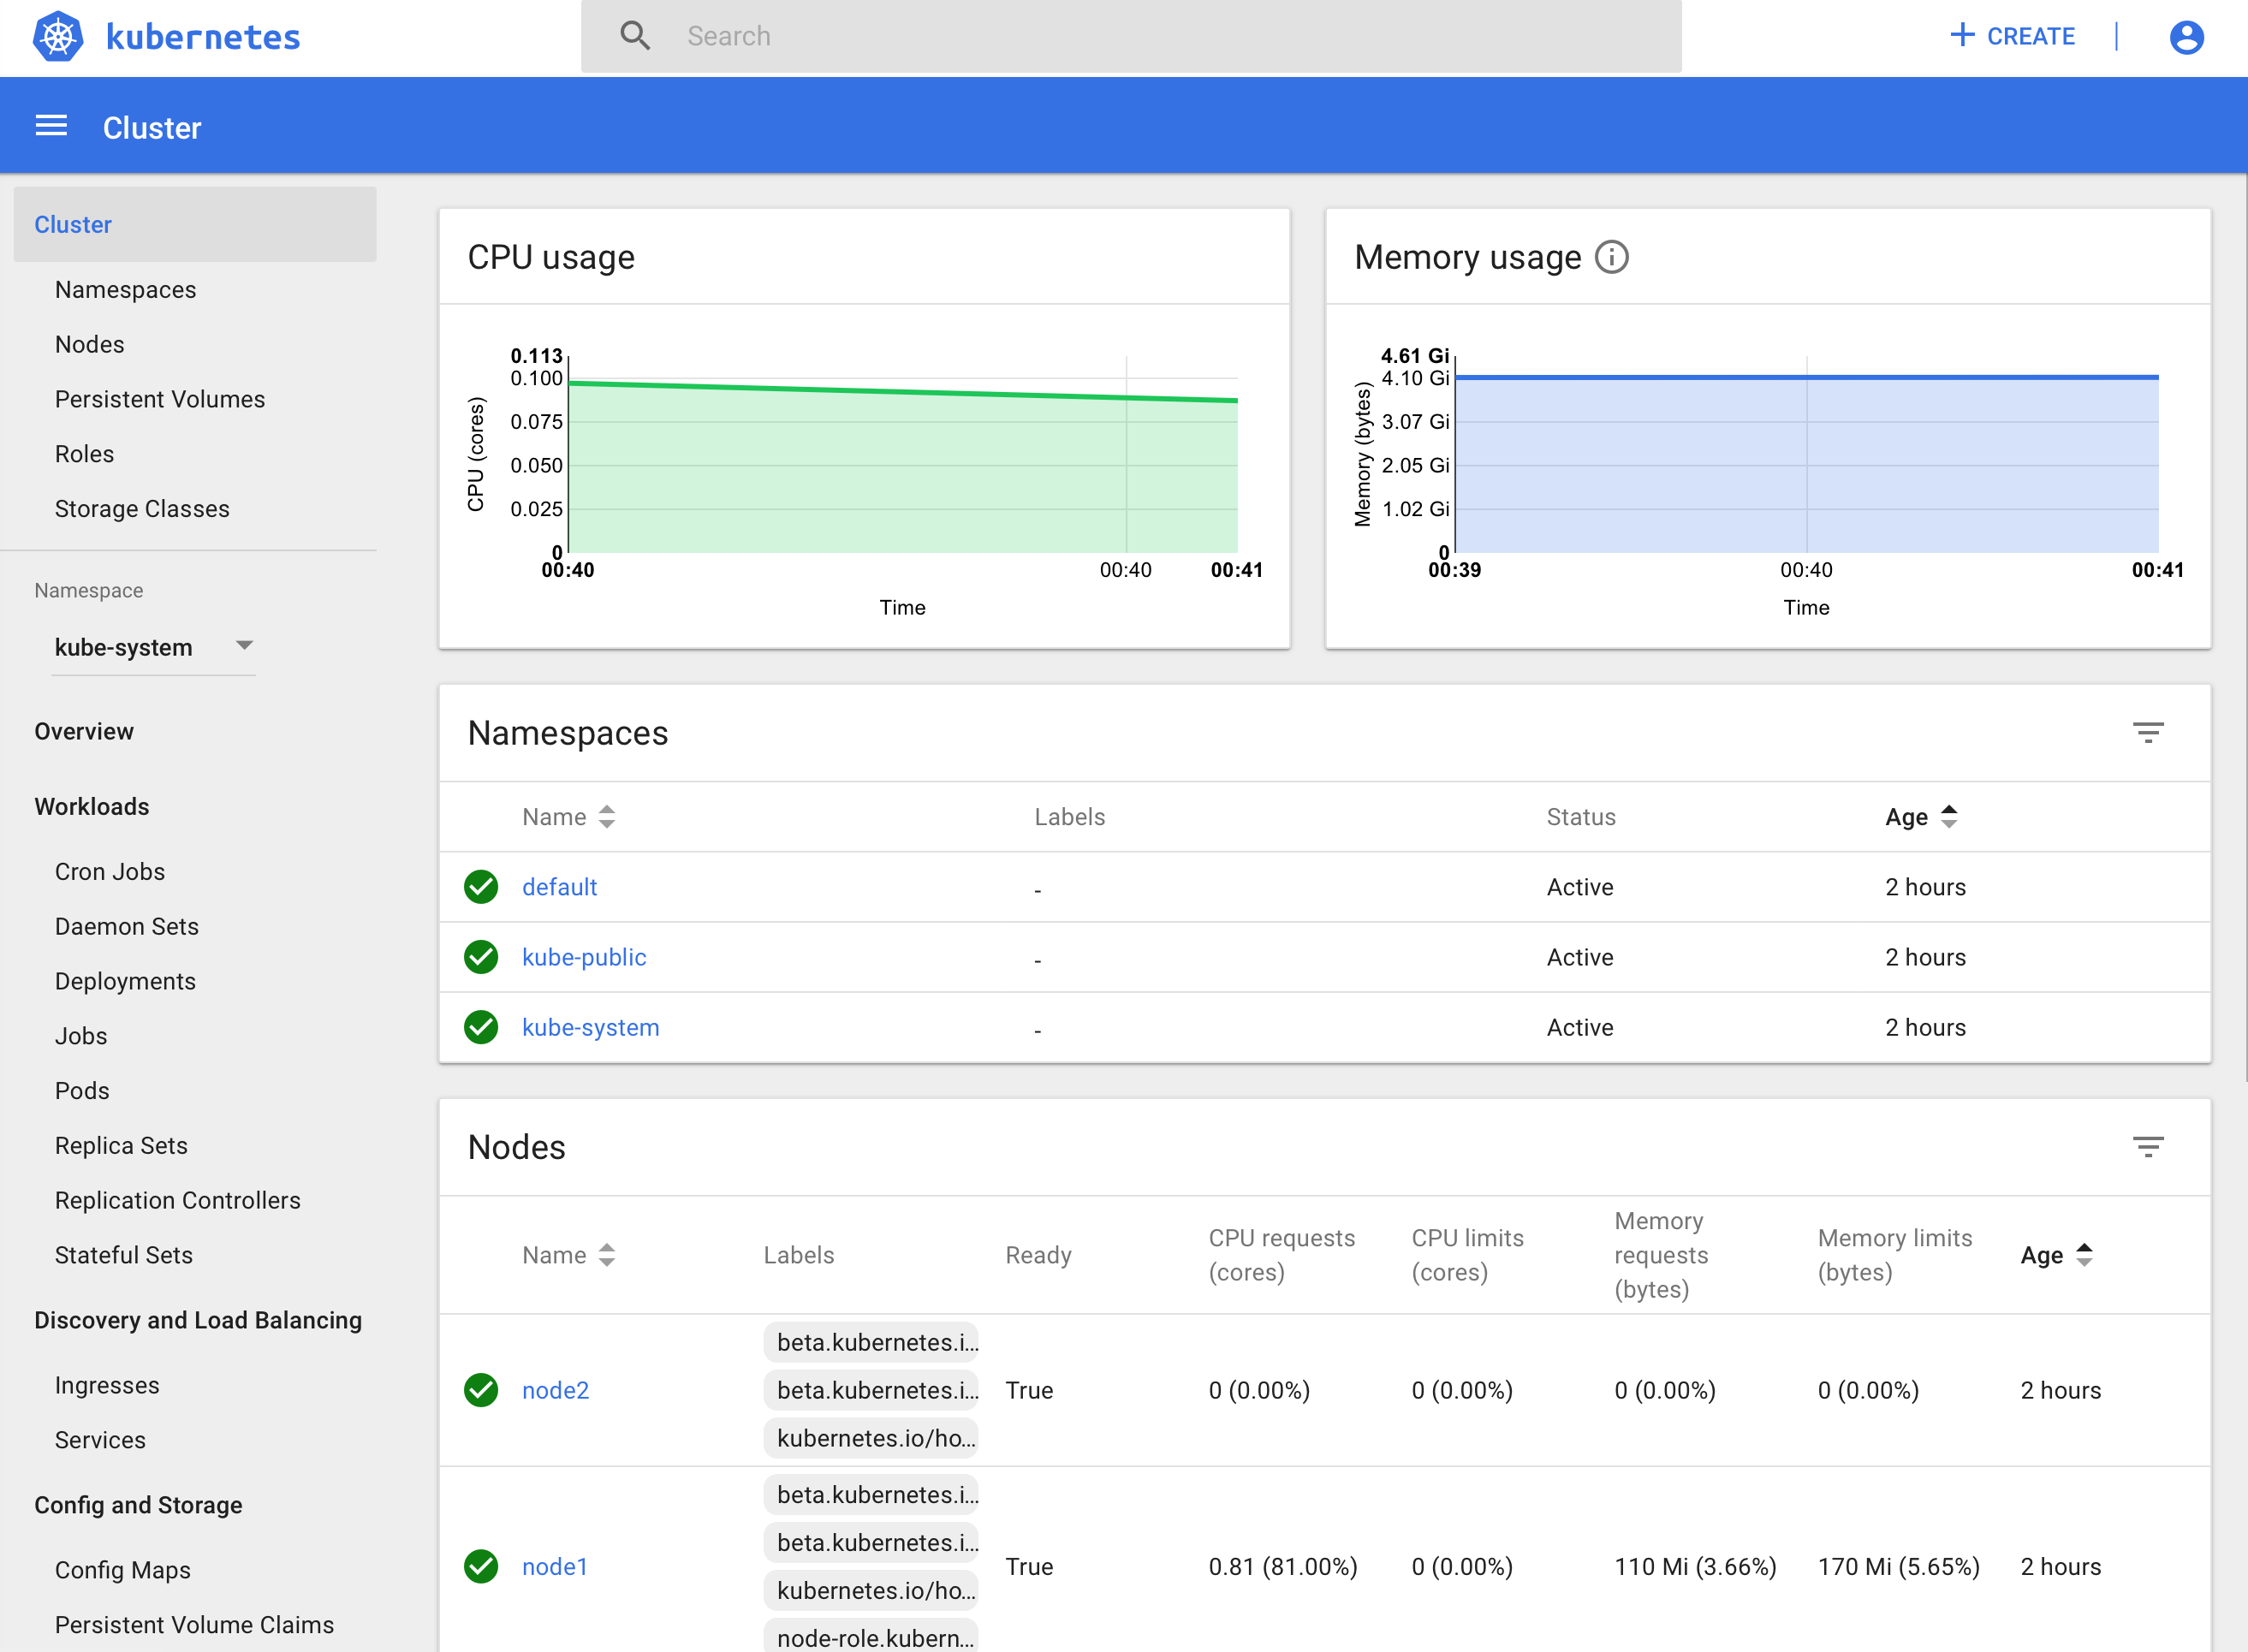 kubernetes
Search
CREATE
Cluster
Cluster
Namespaces
Nodes
Persistent Volumes
Roles
Storage Classes
Namespace
kube-system
Overview
Workloads
Cron Jobs
Daemon Sets
Deployments
Jobs
Pods
Replica Sets
Replication Controllers
Stateful Sets
Discovery and Load Balancing
Ingresses
Services
Config and Storage
Config Maps
Persistent Volume Claims
CPU usage
CPU (cores)
0.113
0.100
0.075
0.050
0.025
0
00:40 00:40 00:41
Time
Memory usage
Memory (bytes)
4.61 Gi
4.10 Gi
3.07 Gi
2.05 Gi
1.02 Gi
0
00:39 00:40 00:41
Time
Namespaces
Name Labels Status Age
default - Active 2 hours
kube-public - Active 2 hours
kube-system - Active 2 hours
Nodes
Name Labels Ready CPU requests (cores) CPU limits (cores) Memory requests (bytes) Memory limits (bytes) Age
beta.kubernetes.i...
node2 beta.kubernetes.i... True 0 (0.00%) 0 (0.00%) 0 (0.00%) 0 (0.00%) 2 hours
kubernetes.io/ho...
beta.kubernetes.i...
beta.kubernetes.i...
node1 True 0.81 (81.00%) 0 (0.00%) 110 Mi (3.66%) 170 Mi (5.65%) 2 hours
kubernetes.io/ho...
node-role.kubern...